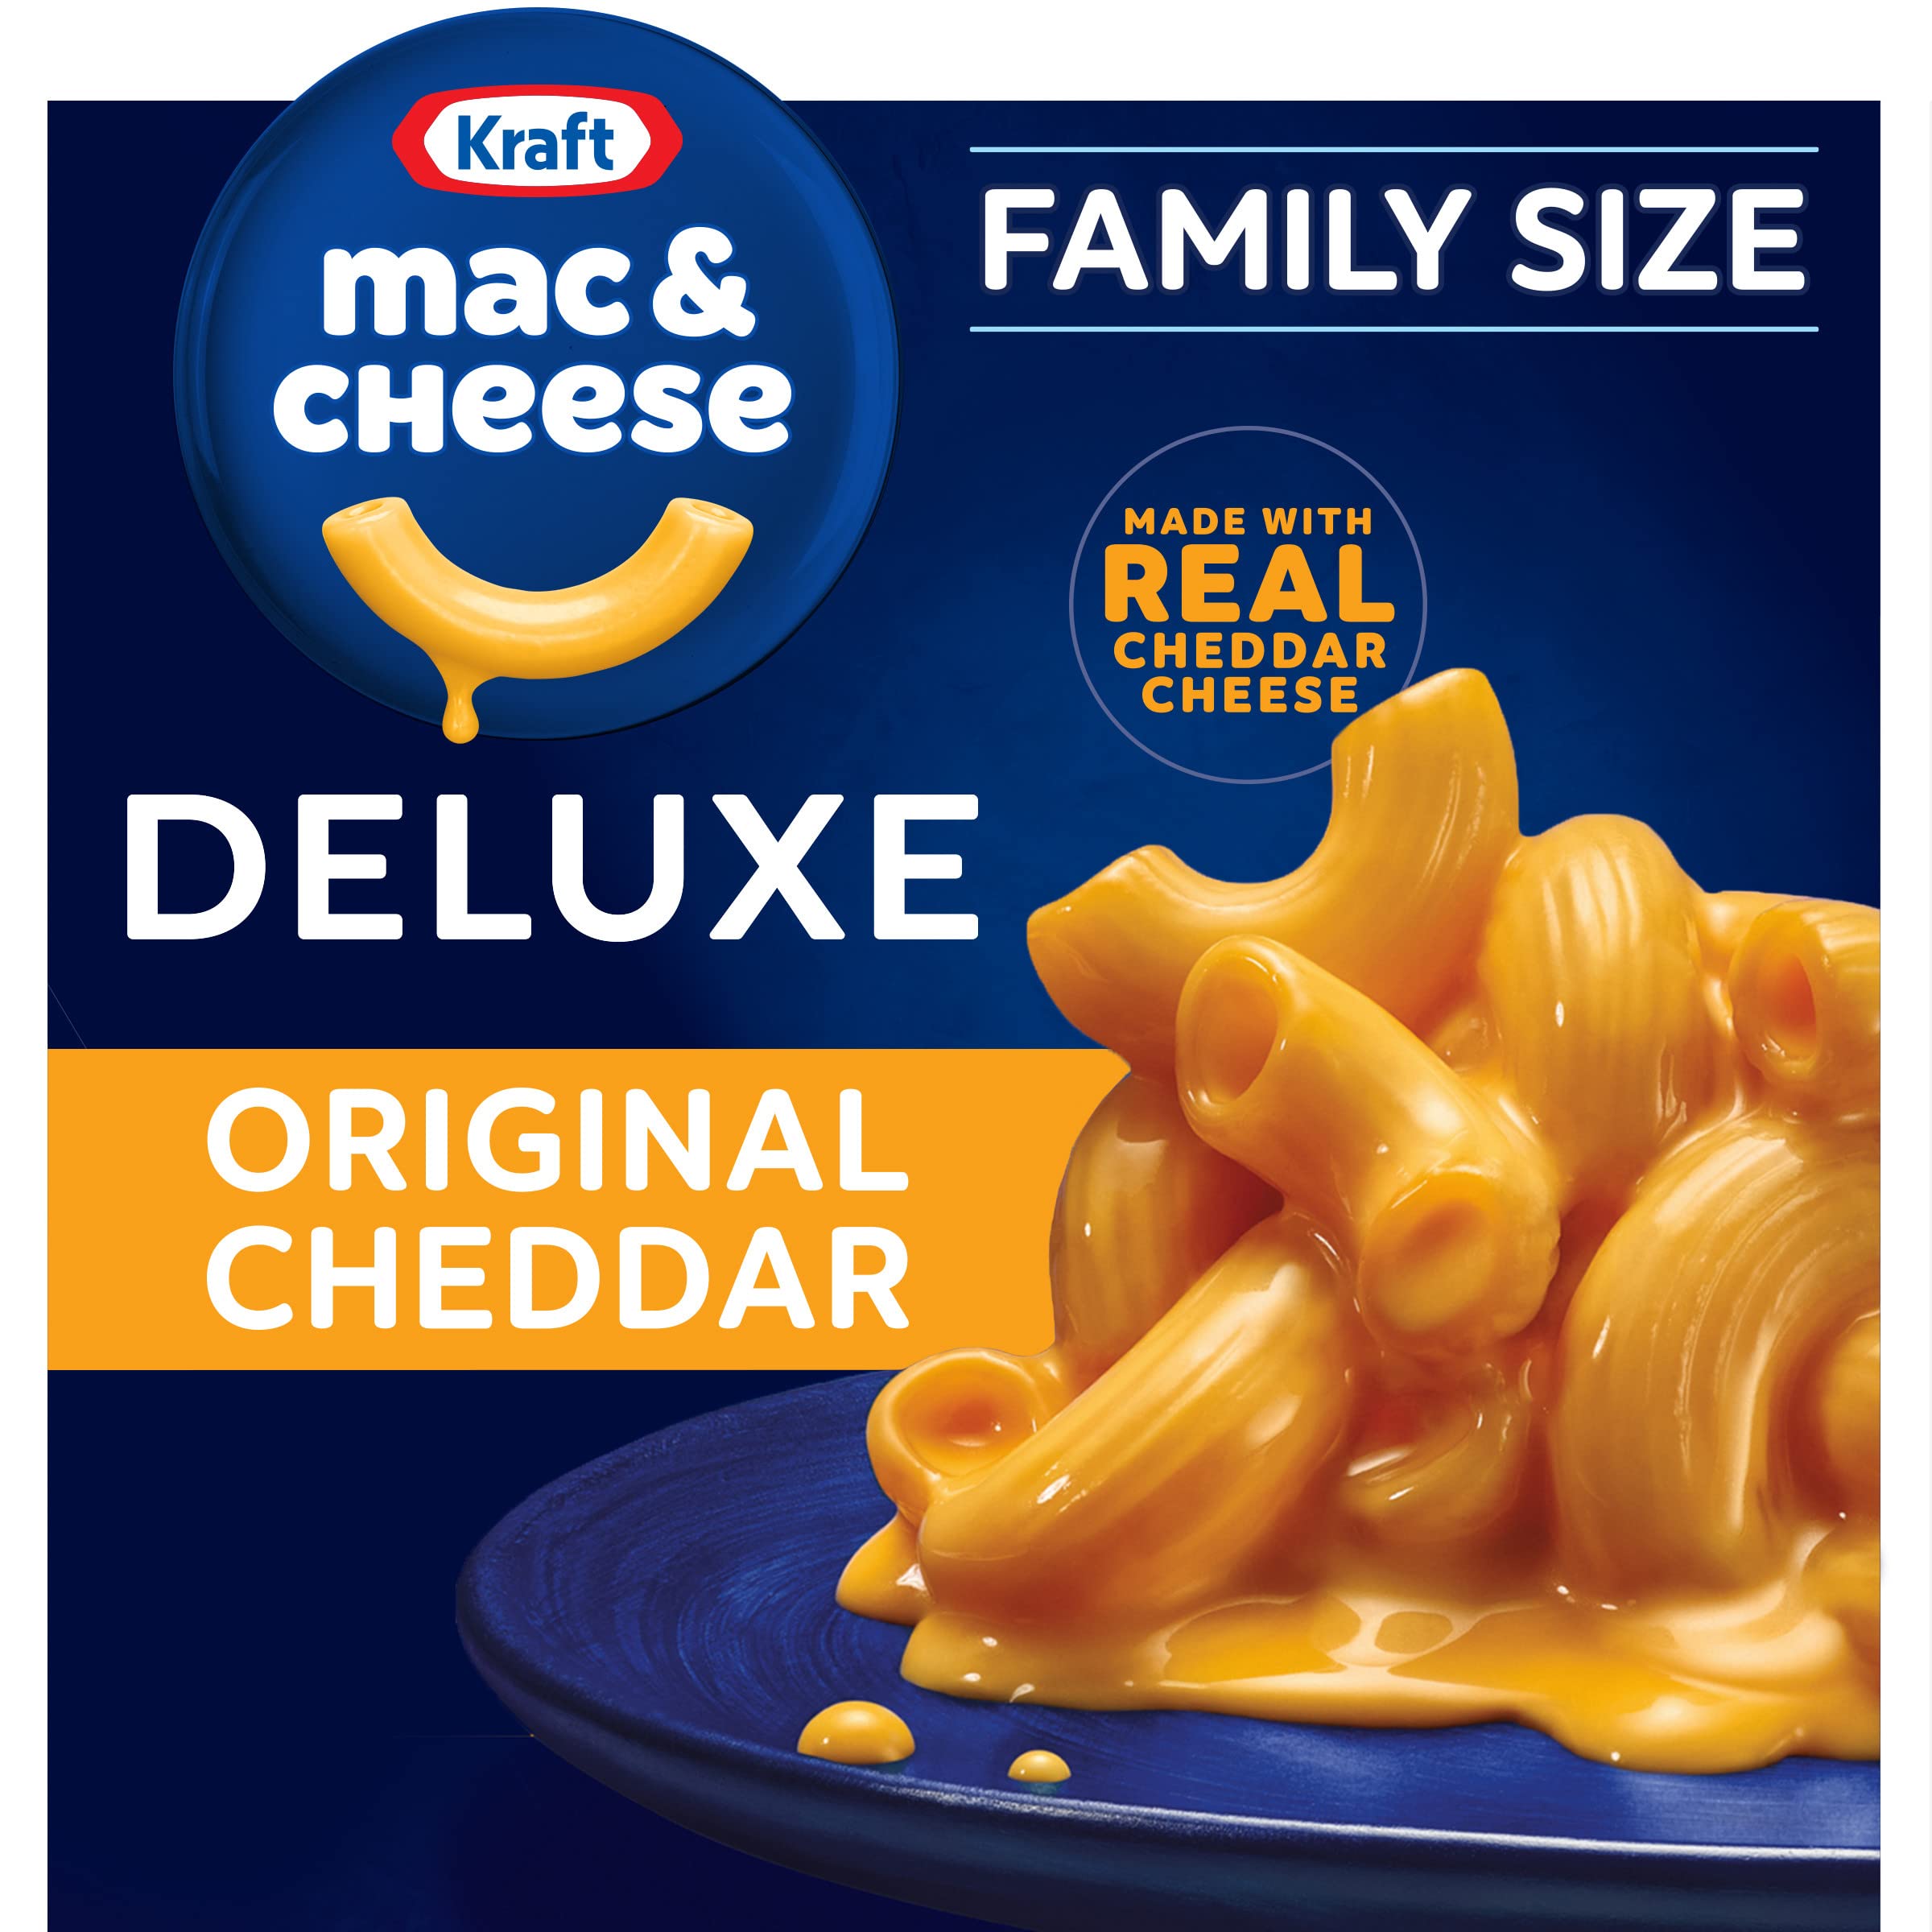 Kraft
mac &
cHeese
FAMILY SIZE
MADE WITH
REAL
CHEDDAR
CHEESE
DELUXE
ORIGINAL
CHEDDAR